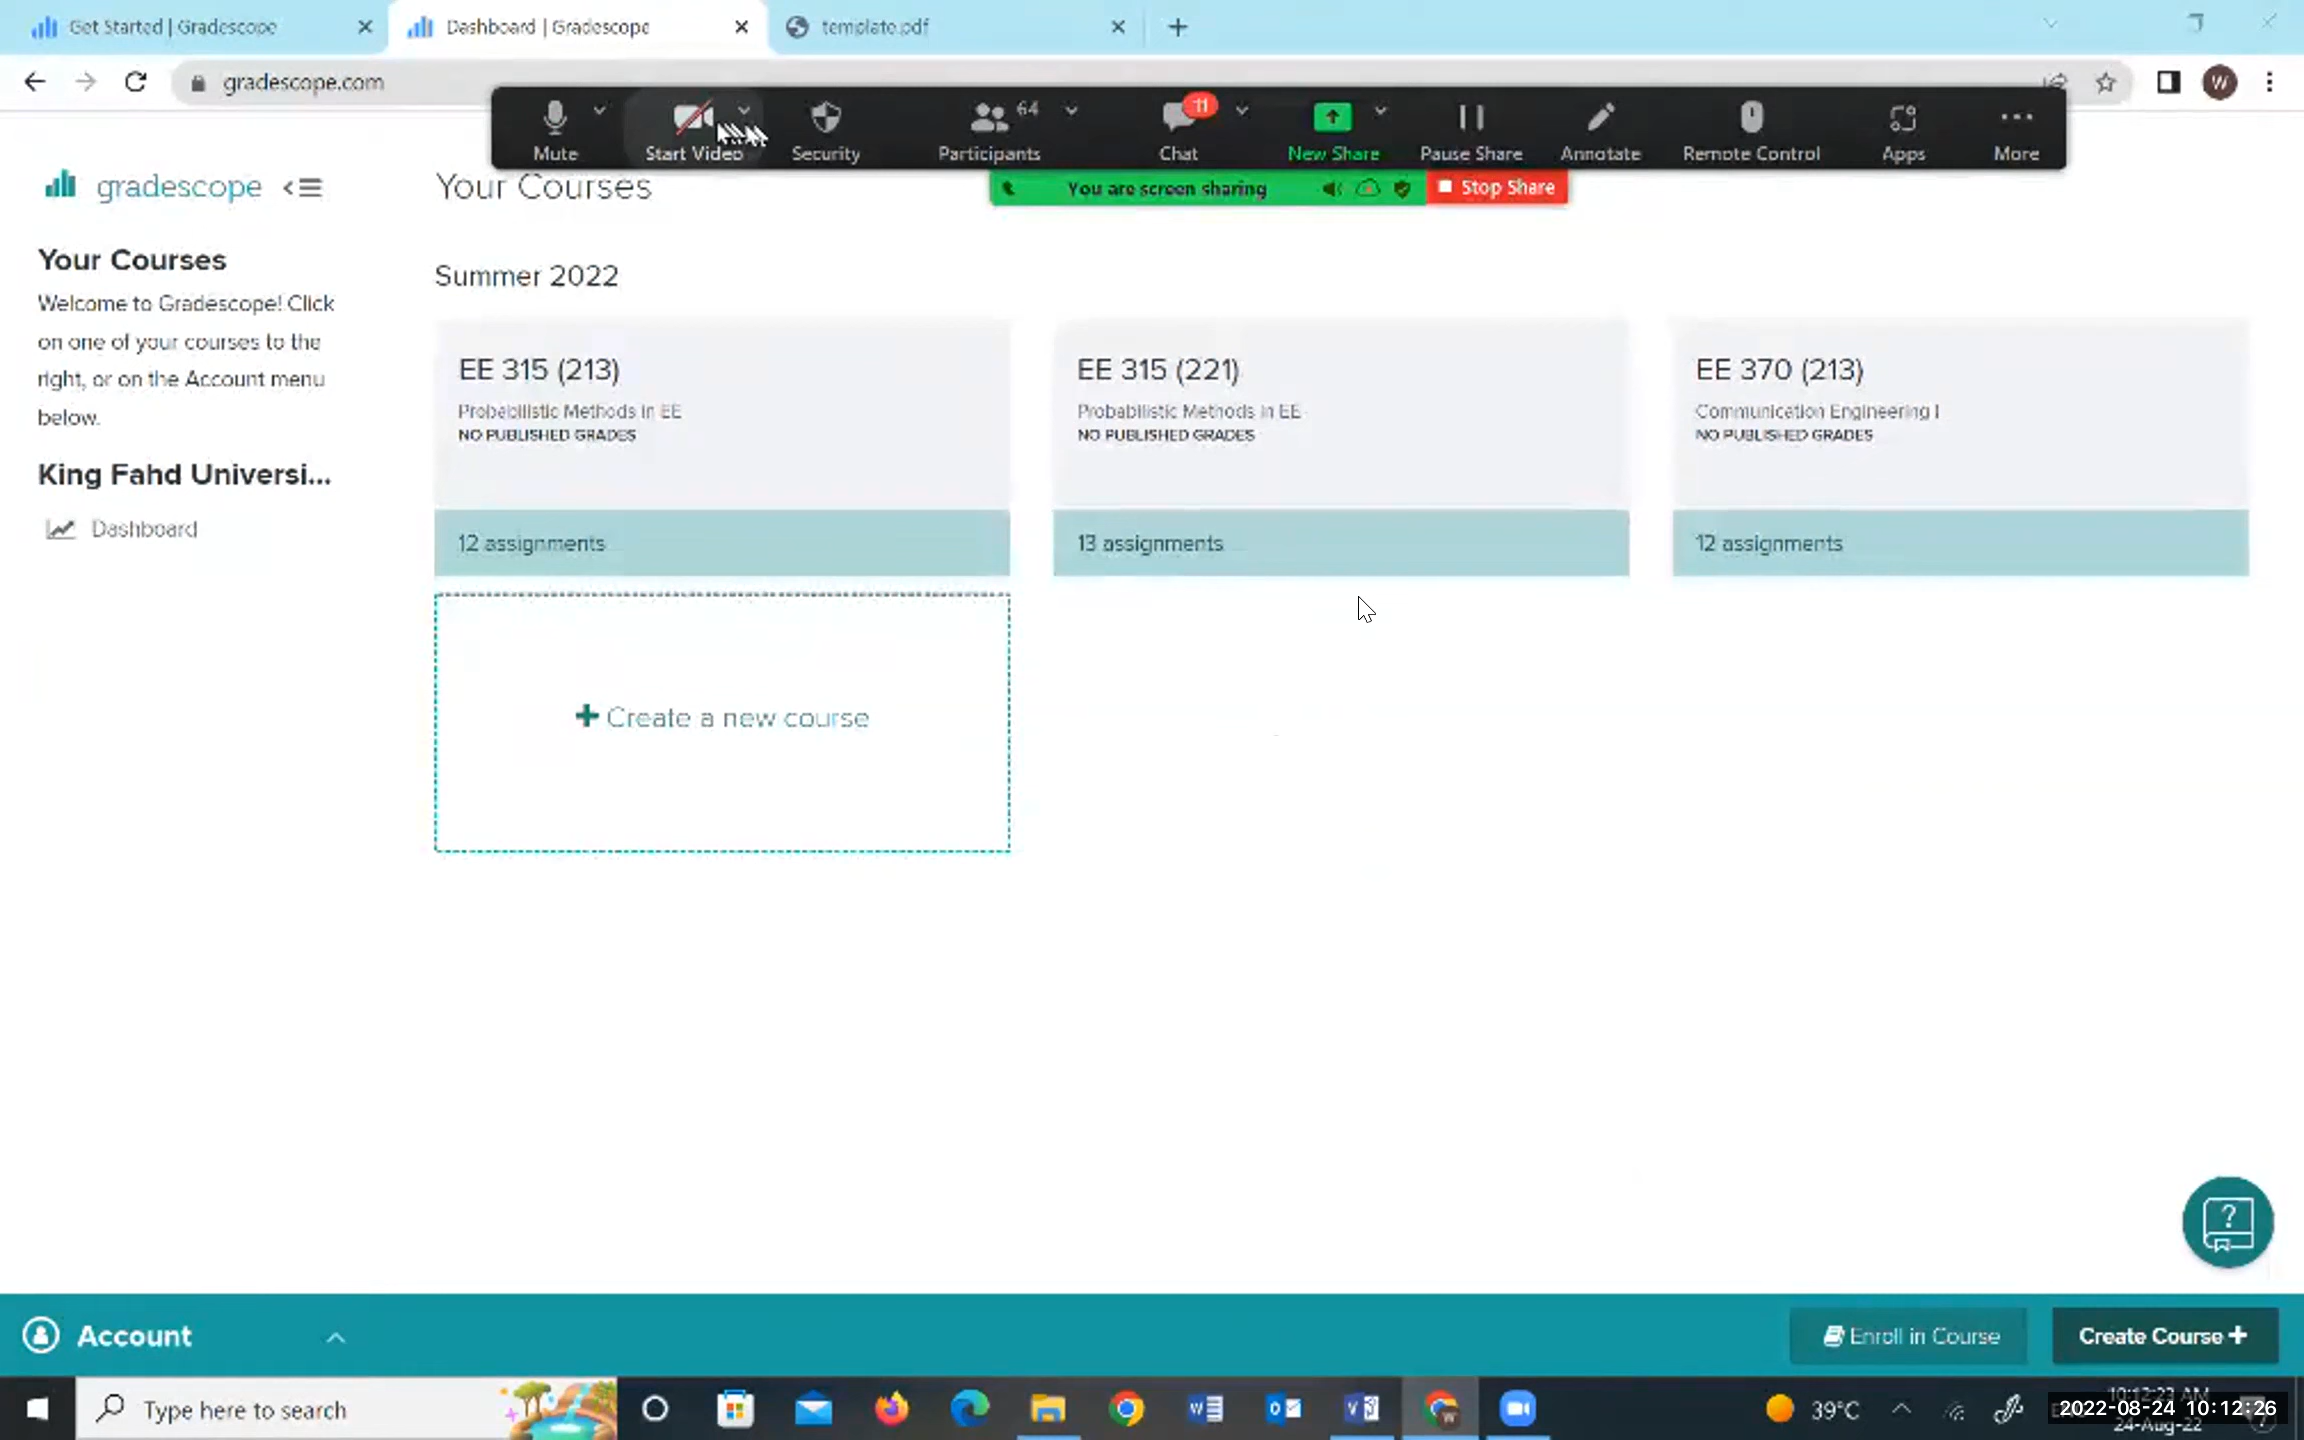 Get Started | Gradescope
Dashboard | Gradescope
template.pdf
gradescope.com
W
Mute
Start Video
Security
Participants
64
Chat
11
New Share
Pause Share
Annotate
Remote Control
Apps
More
You are screen sharing
Stop Share
gradescope
Your Courses
Welcome to Gradescope! Click
on one of your courses to the
right, or on the Account menu
below.
King Fahd Universi...
Dashboard
Your Courses
Summer 2022
EE 315 (213)
Probabilistic Methods in EE
NO PUBLISHED GRADES
12 assignments
EE 315 (221)
Probabilistic Methods in EE
NO PUBLISHED GRADES
13 assignments
EE 370 (213)
Communication Engineering I
NO PUBLISHED GRADES
12 assignments
+ Create a new course
Account
Enroll in Course
Create Course +
Type here to search
39°C
2022-08-24 10:12:26
24-Aug-22